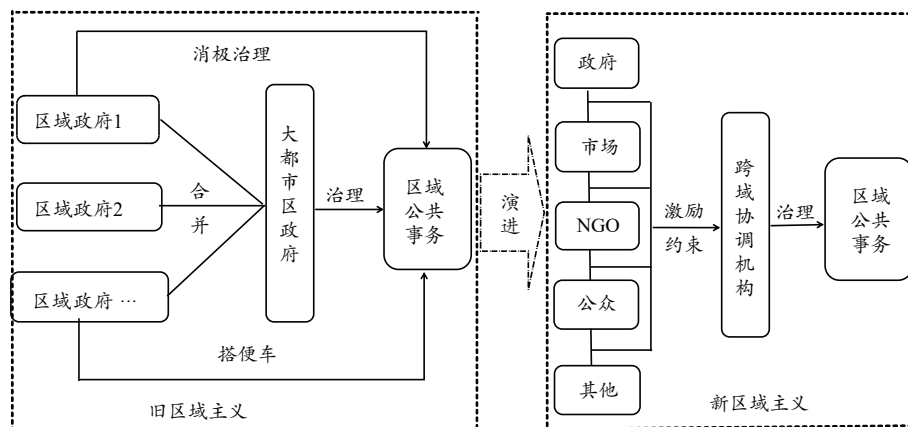 消极治理
区域政府1
区域政府2
区域政府 …
合
并
大都市区政府
治理
区域
公共
事务
搭便车
旧区域主义
演
进
政府
市场
NGO
公众
其他
激励
约束
跨域协调机构
治理
区域
公共
事务
新区域主义